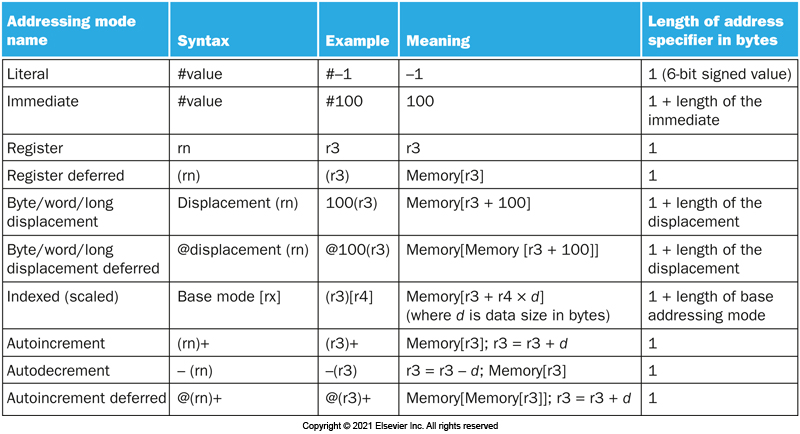 Addressing mode name | Syntax | Example | Meaning | Length of address specifier in bytes
Literal | #value | #–1 | –1 | 1 (6-bit signed value)
Immediate | #value | #100 | 100 | 1 + length of the immediate
Register | rn | r3 | r3 | 1
Register deferred | (rn) | (r3) | Memory[r3] | 1
Byte/word/long displacement | Displacement (rn) | 100(r3) | Memory[r3 + 100] | 1 + length of the displacement
Byte/word/long displacement deferred | @displacement (rn) | @100(r3) | Memory[Memory [r3 + 100]] | 1 + length of the displacement
Indexed (scaled) | Base mode [rx] | (r3)[r4] | Memory[r3 + r4 × d] (where d is data size in bytes) | 1 + length of base addressing mode
Autoincrement | (rn)+ | (r3)+ | Memory[r3]; r3 = r3 + d | 1
Autodecrement | – (rn) | –(r3) | r3 = r3 – d; Memory[r3] | 1
Autoincrement deferred | @(rn)+ | @(r3)+ | Memory[Memory[r3]]; r3 = r3 + d | 1
Copyright © 2021 Elsevier Inc. All rights reserved